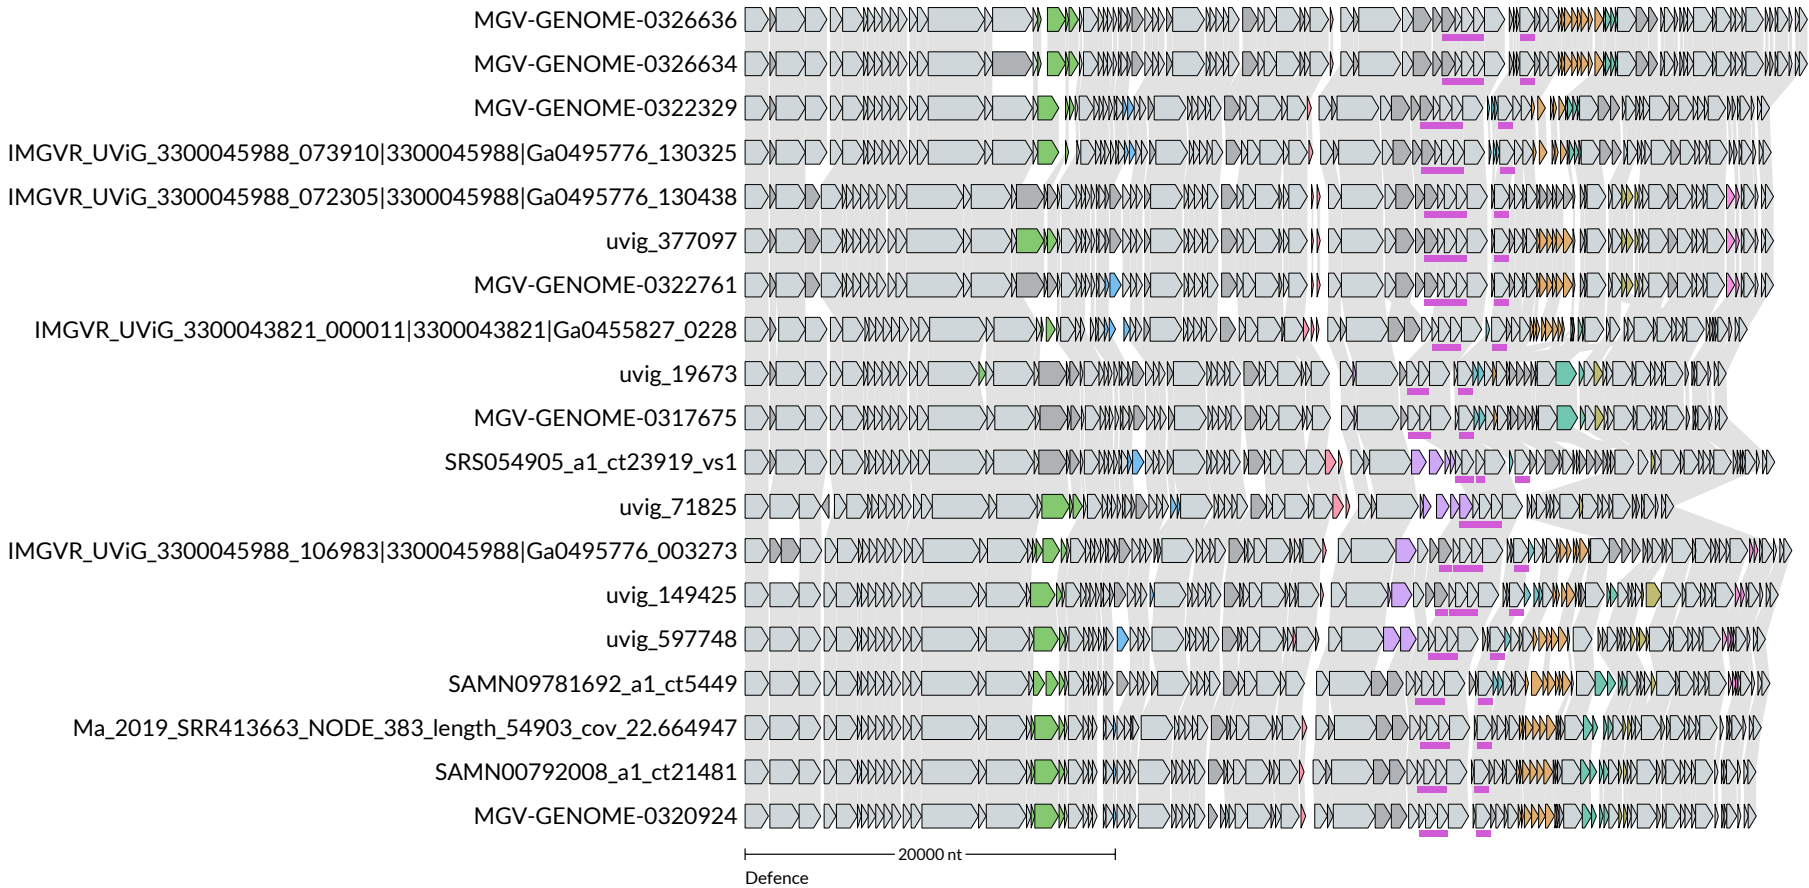 MGV-GENOME-0326636
MGV-GENOME-0326634
MGV-GENOME-0322329
IMGVR_UViG_3300045988_073910|3300045988|Ga0495776_130325
IMGVR_UViG_3300045988_072305|3300045988|Ga0495776_130438
uvig_377097
MGV-GENOME-0322761
IMGVR_UViG_3300043821_000011|3300043821|Ga0455827_0228
uvig_19673
MGV-GENOME-0317675
SRS054905_a1_ct23919_vs1
uvig_71825
IMGVR_UViG_3300045988_106983|3300045988|Ga0495776_003273
uvig_149425
uvig_597748
SAMN09781692_a1_ct5449
Ma_2019_SRR413663_NODE_383_length_54903_cov_22.664947
SAMN00792008_a1_ct21481
MGV-GENOME-0320924
20000 nt
Defence